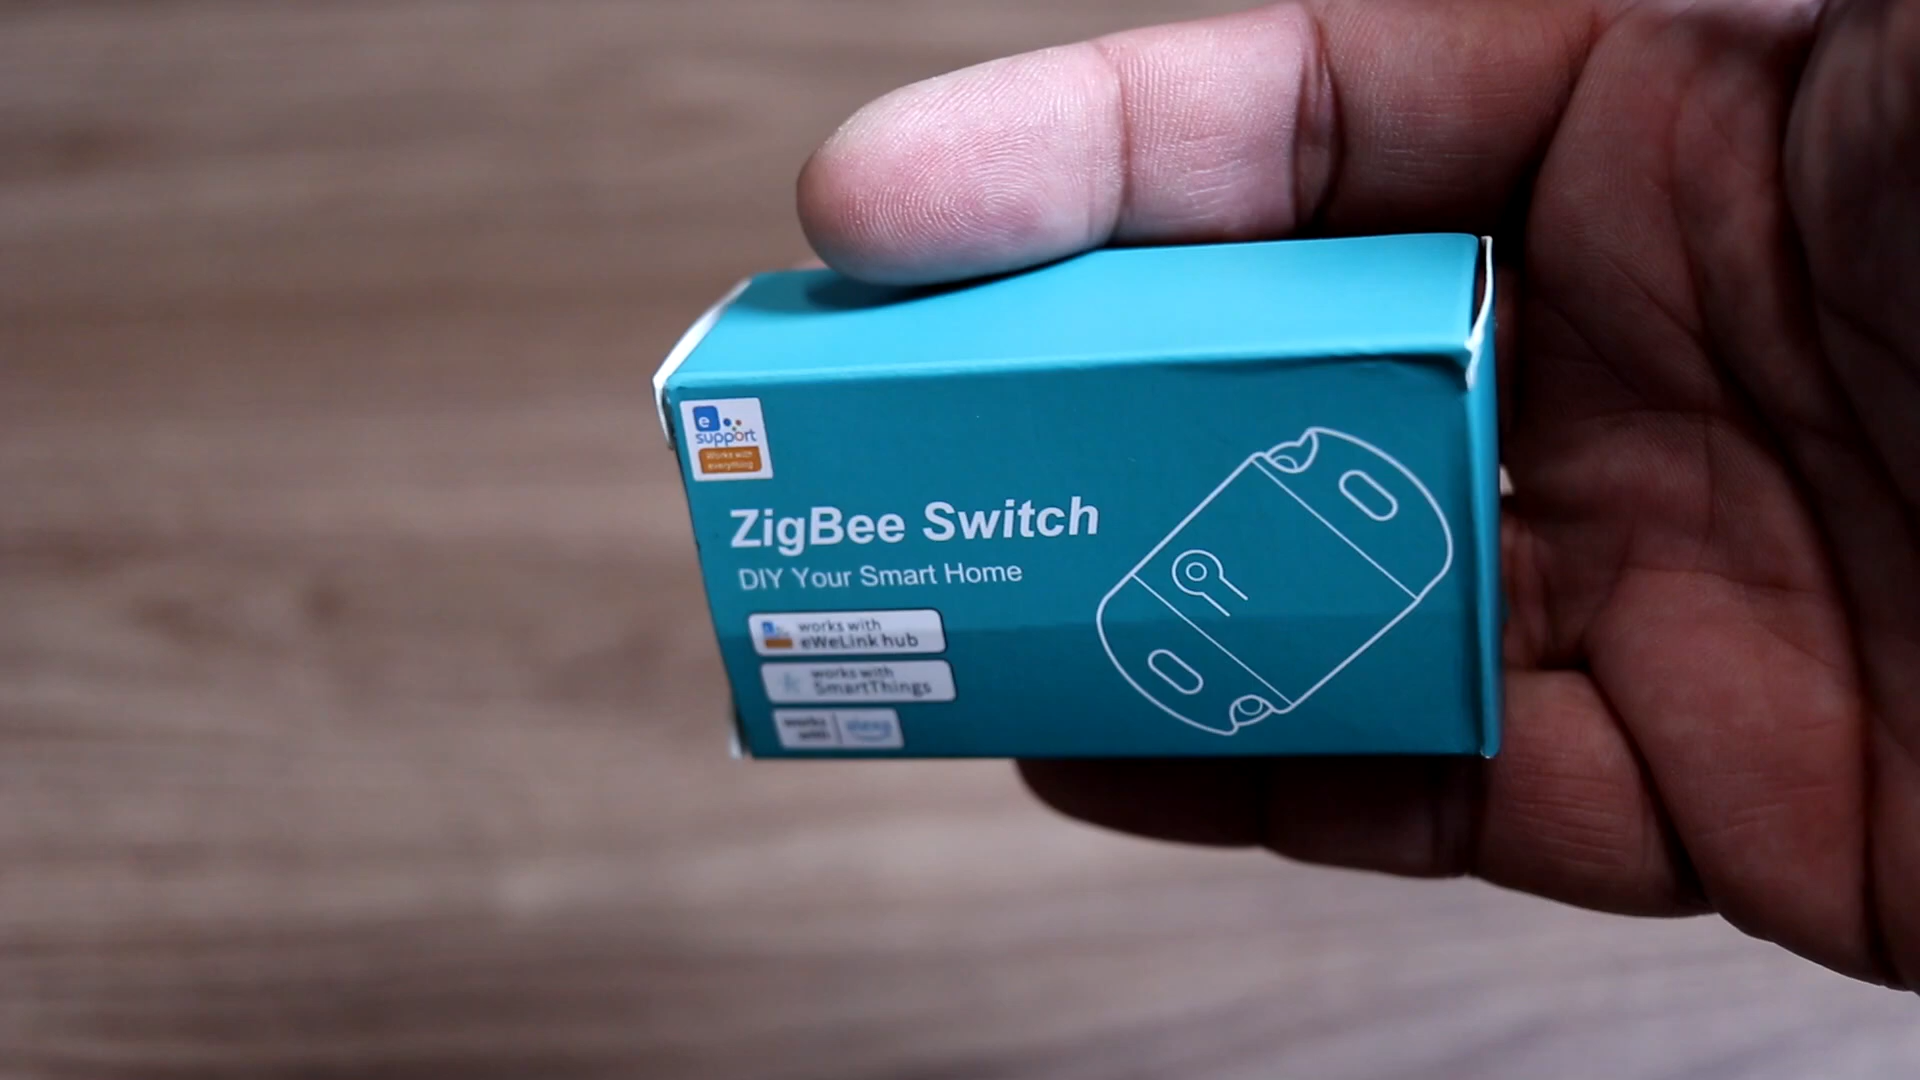 e
support
Works with
everything
ZigBee Switch
DIY Your Smart Home
works with
eWeLink hub
works with
SmartThings
works
with
alexa